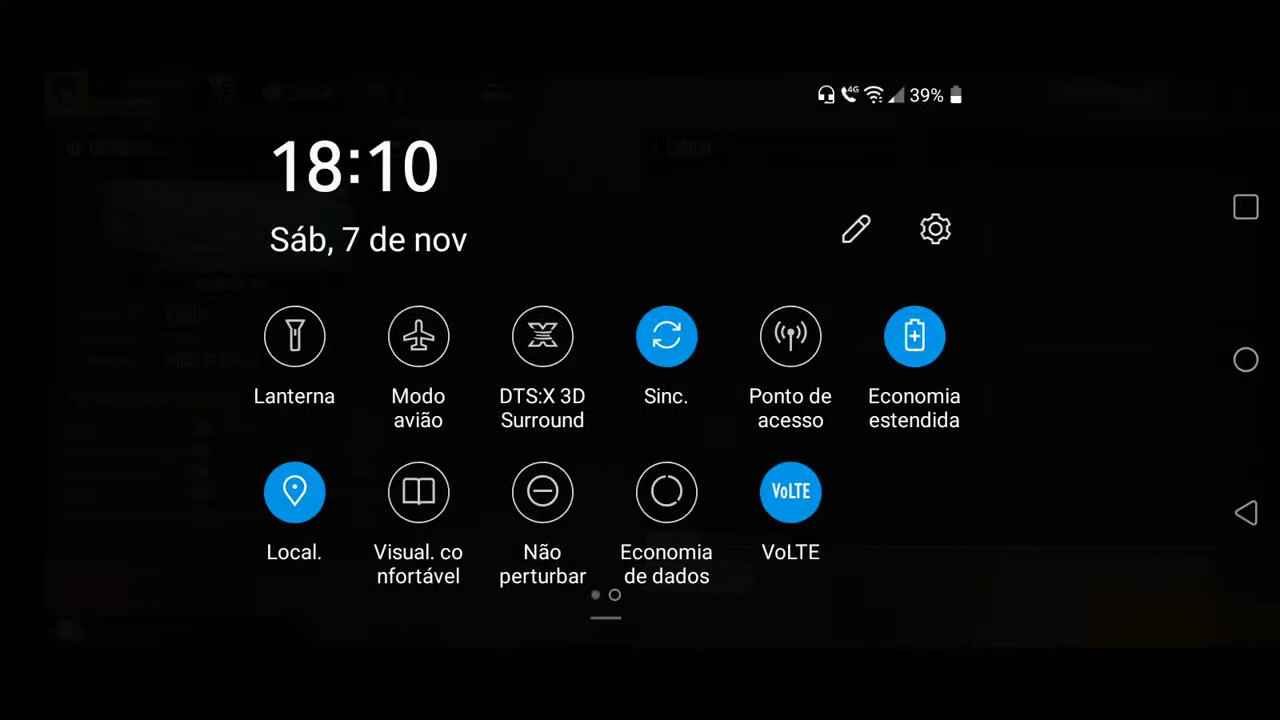 4G 39%
18:10
Sáb, 7 de nov
Lanterna
Modo
avião
DTS:X 3D
Surround
Sinc.
Ponto de
acesso
Economia
estendida
Local.
Visual. co
nfortável
Não
perturbar
Economia
de dados
VoLTE
VoLTE